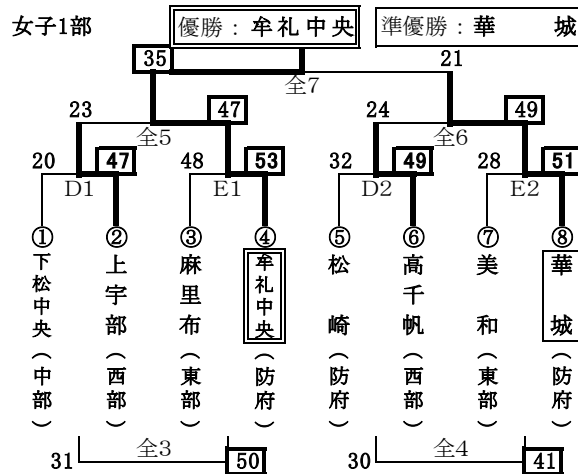 女子1部 優勝：牟礼中央 準優勝：華 城
35 21
全7
23 47 24 49
全5 全6
20 47 48 53 32 49 28 51
D1 E1 D2 E2
① ② ③ ④ ⑤ ⑥ ⑦ ⑧
下松中央（中部）
上宇部（西部）
麻里布（東部）
牟礼中央（防府）
松崎（防府）
高千帆（西部）
美和（東部）
華城（防府）
31 全3 50 30 全4 41